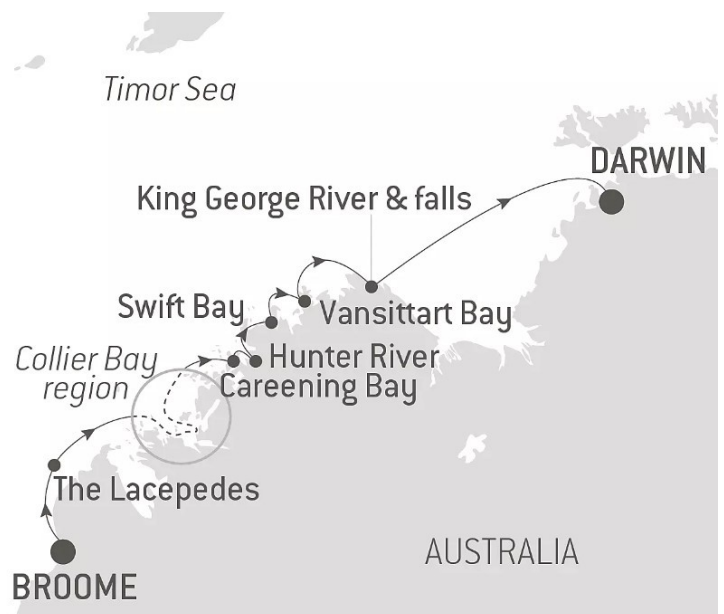 Timor Sea
DARWIN
King George River & falls
Swift Bay
Vansittart Bay
Collier Bay
region
Hunter River
Careening Bay
The Lacepedes
AUSTRALIA
BROOME